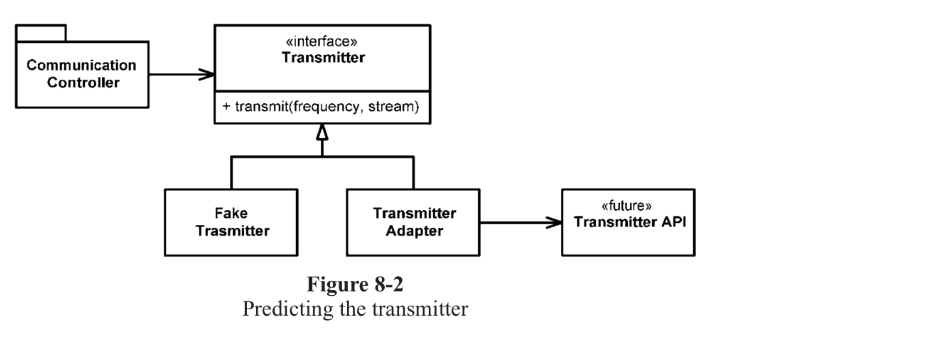 «interface»
Transmitter
Communication
Controller
+ transmit(frequency, stream)
Fake
Trasmitter
Transmitter
Adapter
«future»
Transmitter API
Figure 8-2
Predicting the transmitter